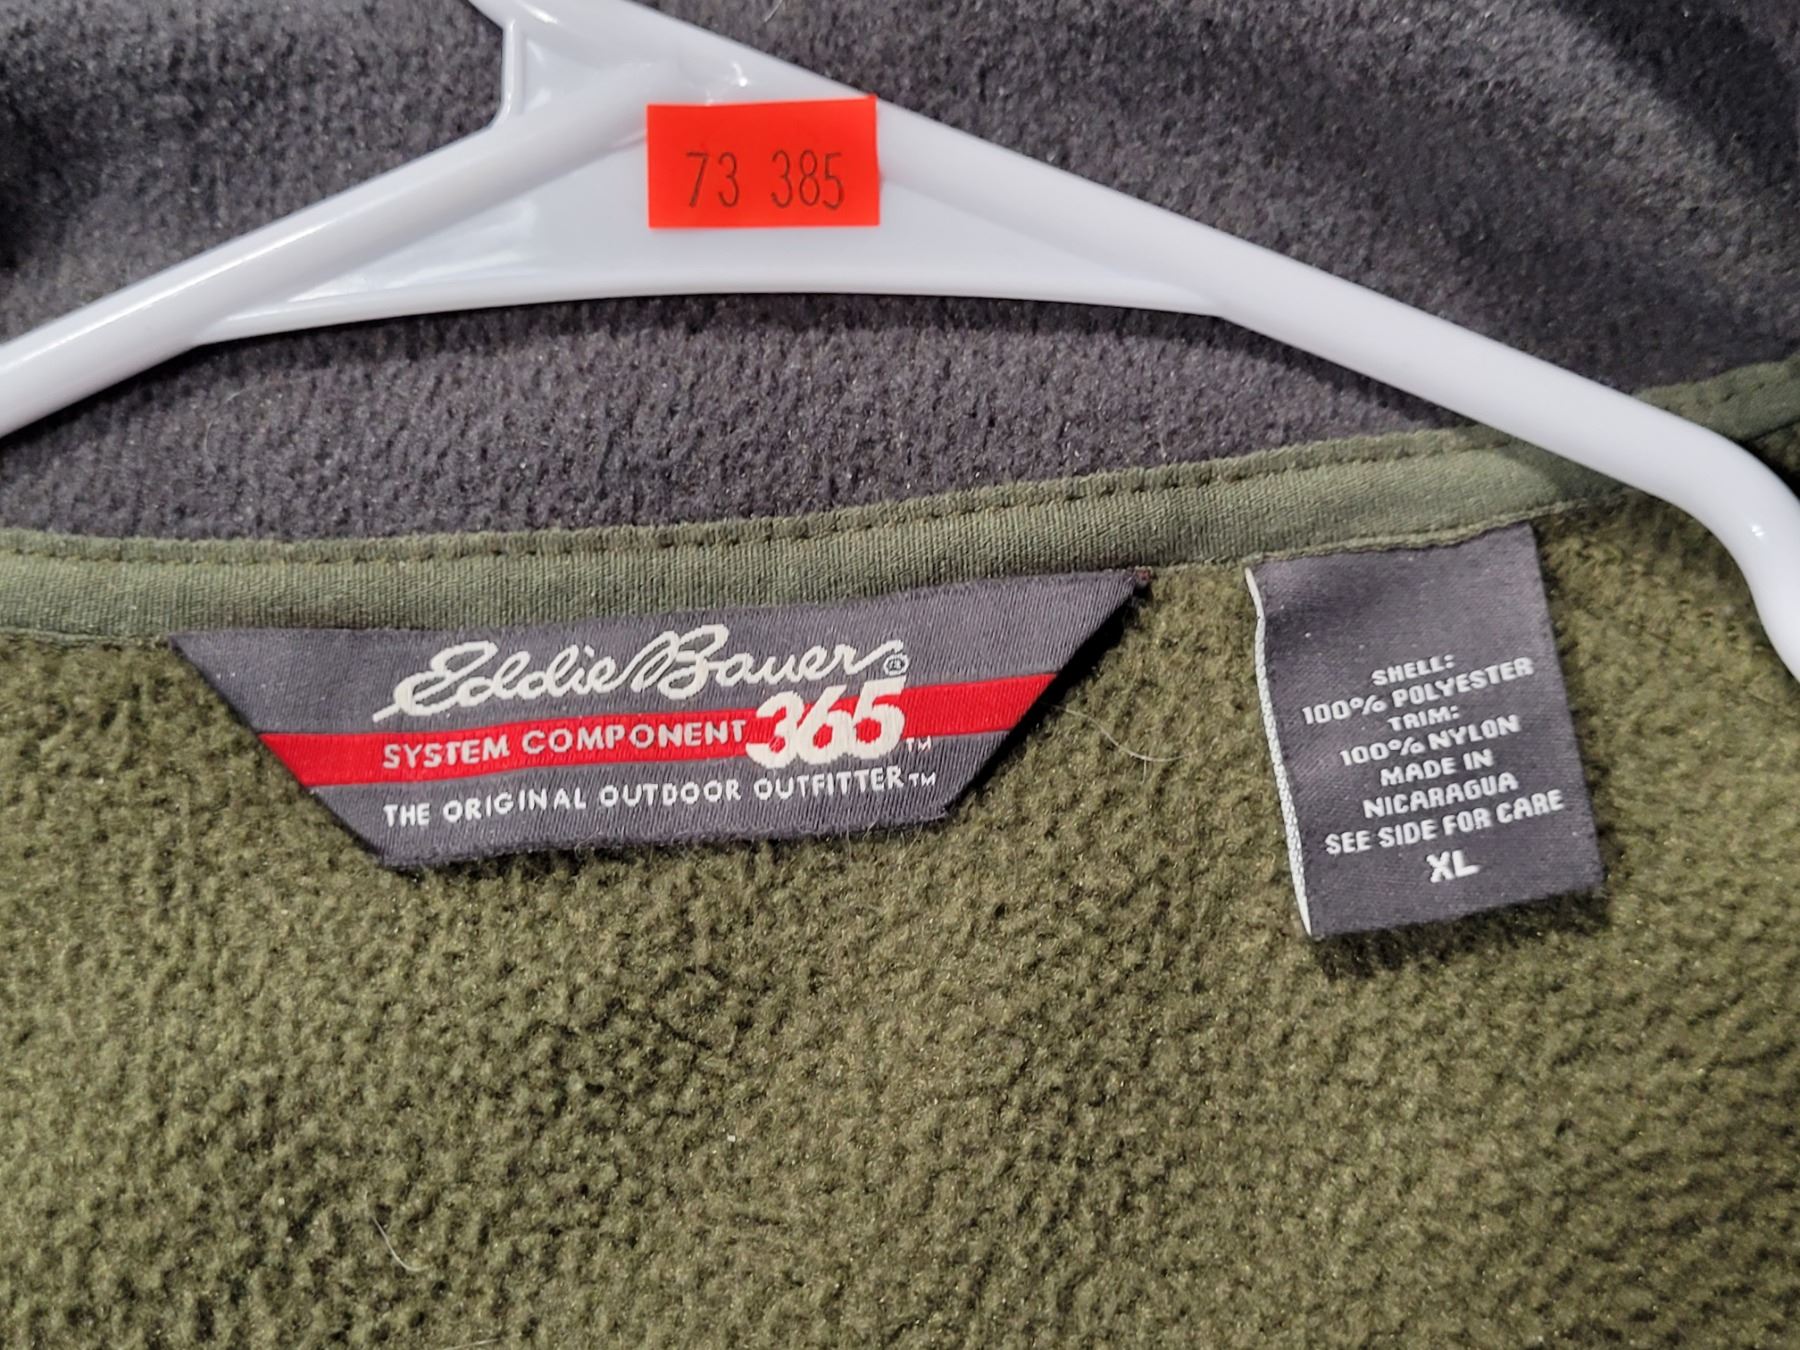 73 385
Eddie Bauer®
SYSTEM COMPONENT 365™
THE ORIGINAL OUTDOOR OUTFITTER™
SHELL:
100% POLYESTER
TRIM:
100% NYLON
MADE IN
NICARAGUA
SEE SIDE FOR CARE
XL